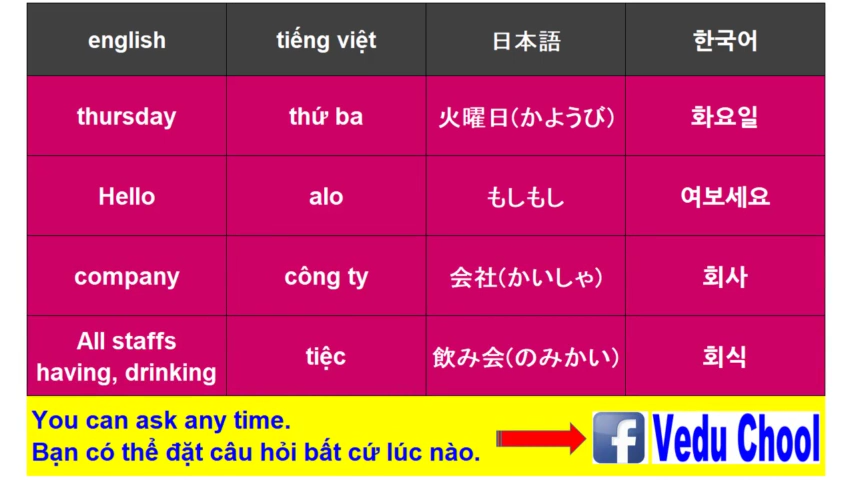 english tiếng việt 日本語 한국어
thursday thứ ba 火曜日(かようび) 화요일
Hello alo もしもし 여보세요
company công ty 会社(かいしゃ) 회사
All staffs
having, drinking tiệc 飲み会(のみかい) 회식
You can ask any time.
Bạn có thể đặt câu hỏi bất cứ lúc nào.
f Vedu Chool